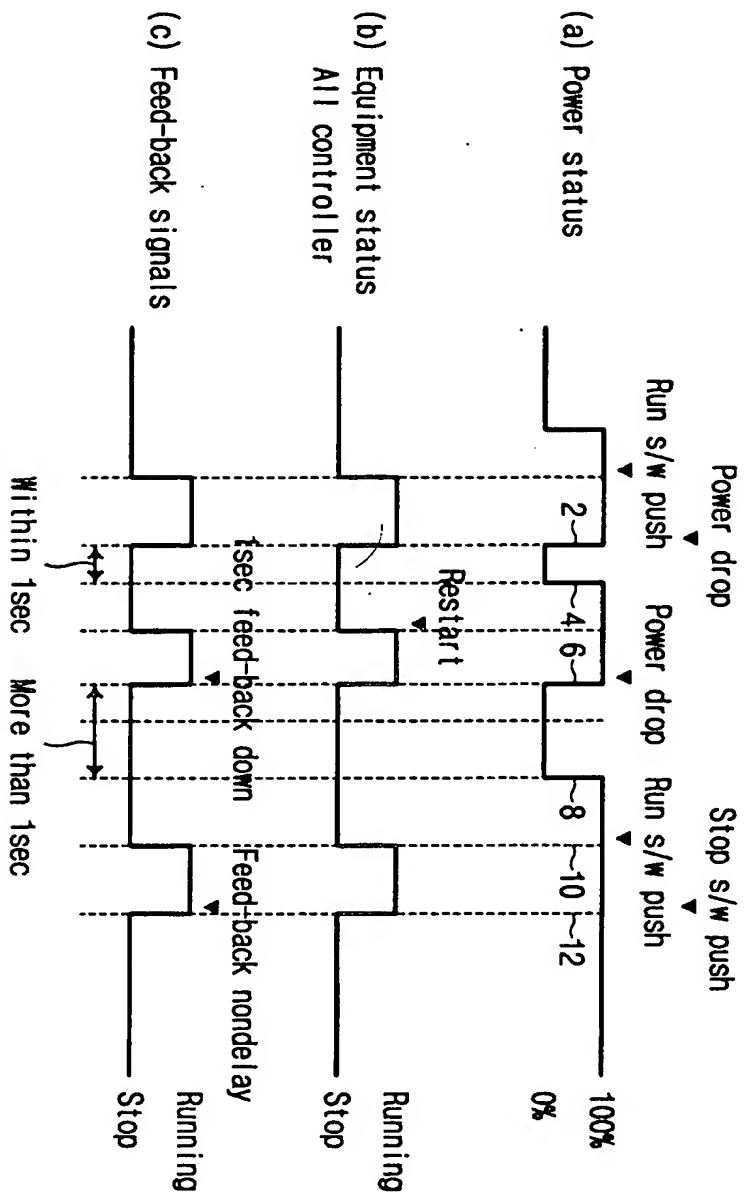 Power drop
Stop s/w push
Run s/w push
Power drop
Run s/w push
(a) Power status
100%
0%
2
4
6
8
10
12
Restart
(b) Equipment status
All controller
Running
Stop
1sec feed-back down
Feed-back nondelay
(c) Feed-back signals
Running
Stop
Within 1sec
More than 1sec